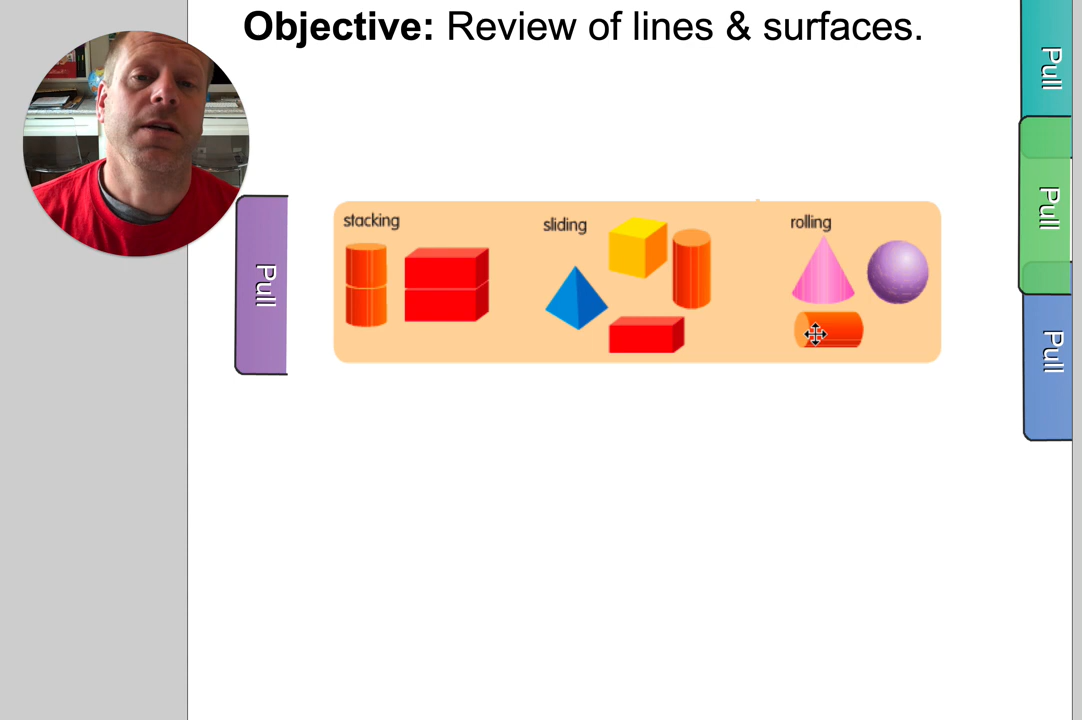 Objective: Review of lines & surfaces.
Pull
Pull
stacking
sliding
rolling
Pull
Pull